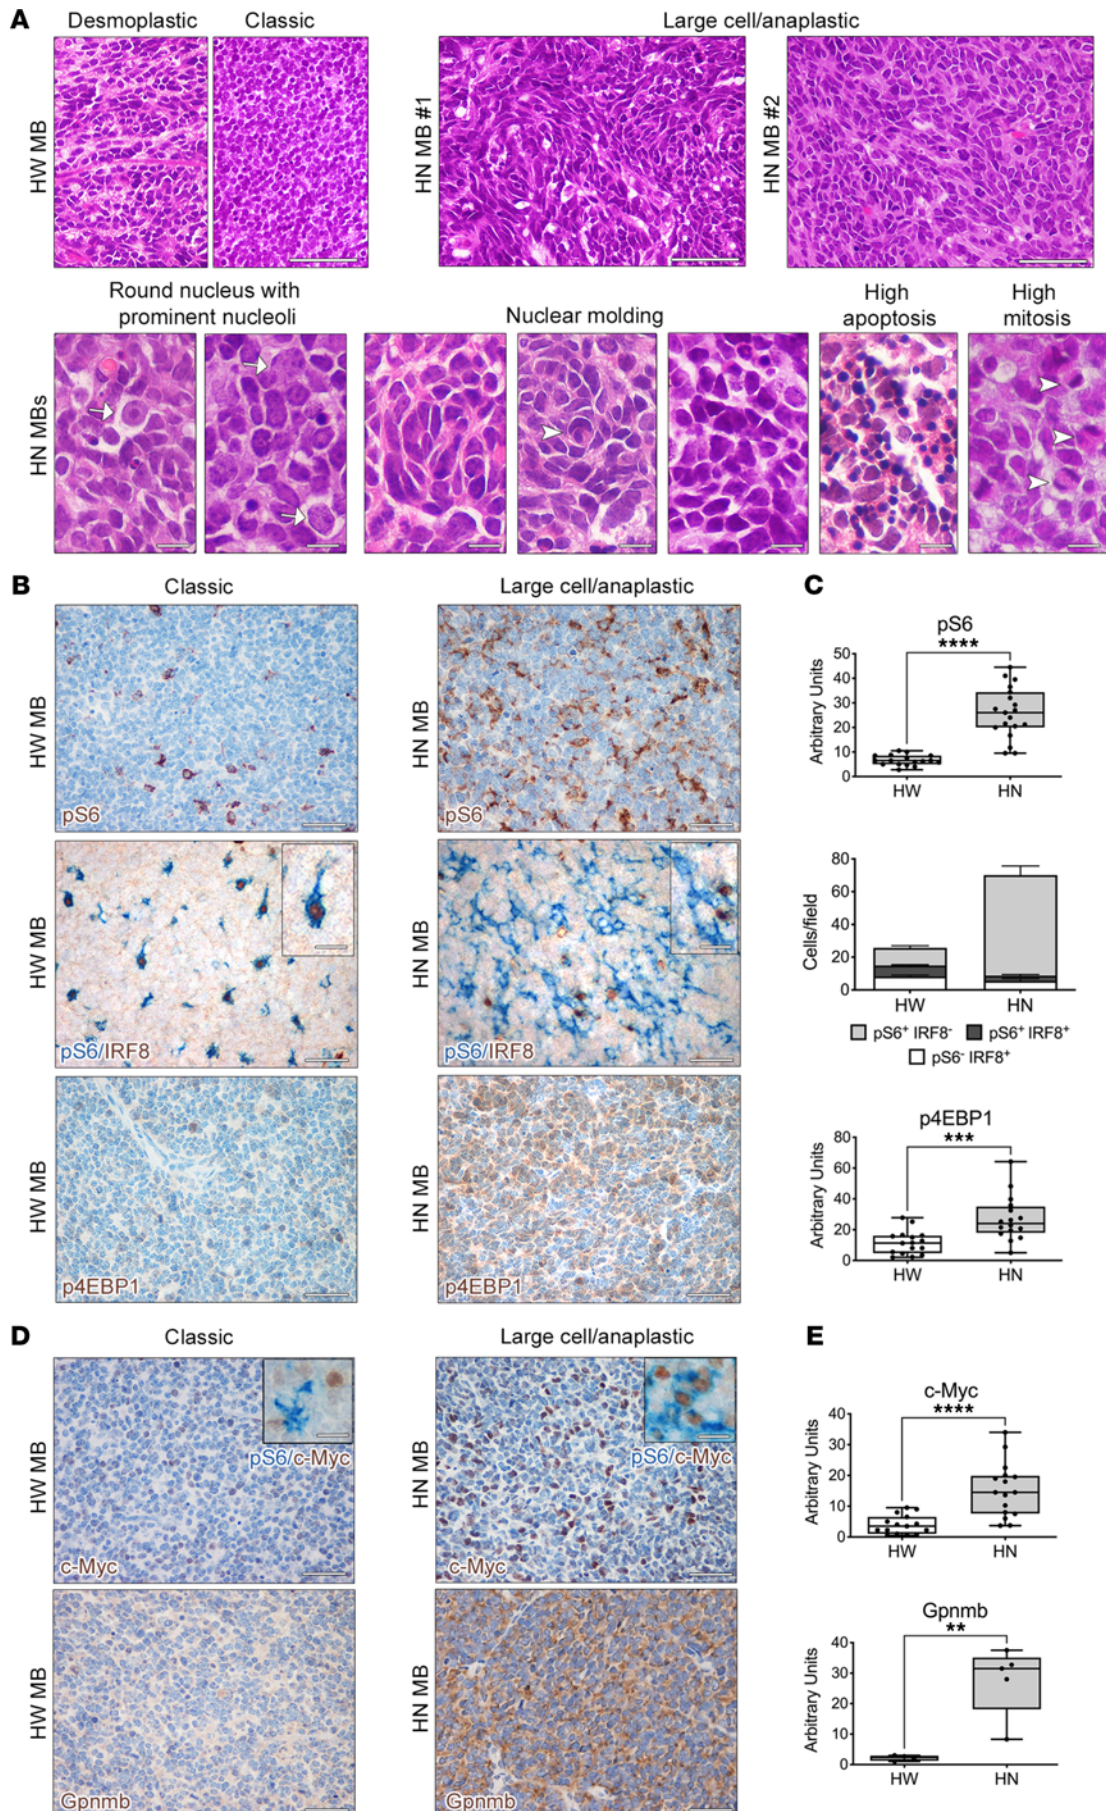 A
Desmoplastic
Classic
Large cell/anaplastic
HW MB
HN MB #1
HN MB #2
Round nucleus with
prominent nucleoli
Nuclear molding
High
apoptosis
High
mitosis
HN MBs
B
Classic
Large cell/anaplastic
C
HW MB
pS6
HN MB
pS6
pS6
****
Arbitrary Units
50
40
30
20
10
0
HW
HN
HW MB
pS6/IRF8
HN MB
pS6/IRF8
Cells/field
80
60
40
20
0
HW
HN
pS6+ IRF8-
pS6+ IRF8+
pS6- IRF8+
HW MB
p4EBP1
HN MB
p4EBP1
p4EBP1
***
Arbitrary Units
80
60
40
20
0
HW
HN
D
Classic
Large cell/anaplastic
E
HW MB
pS6/c-Myc
c-Myc
HN MB
pS6/c-Myc
c-Myc
c-Myc
****
Arbitrary Units
40
30
20
10
0
HW
HN
HW MB
Gpnmb
HN MB
Gpnmb
Gpnmb
**
Arbitrary Units
40
30
20
10
0
HW
HN